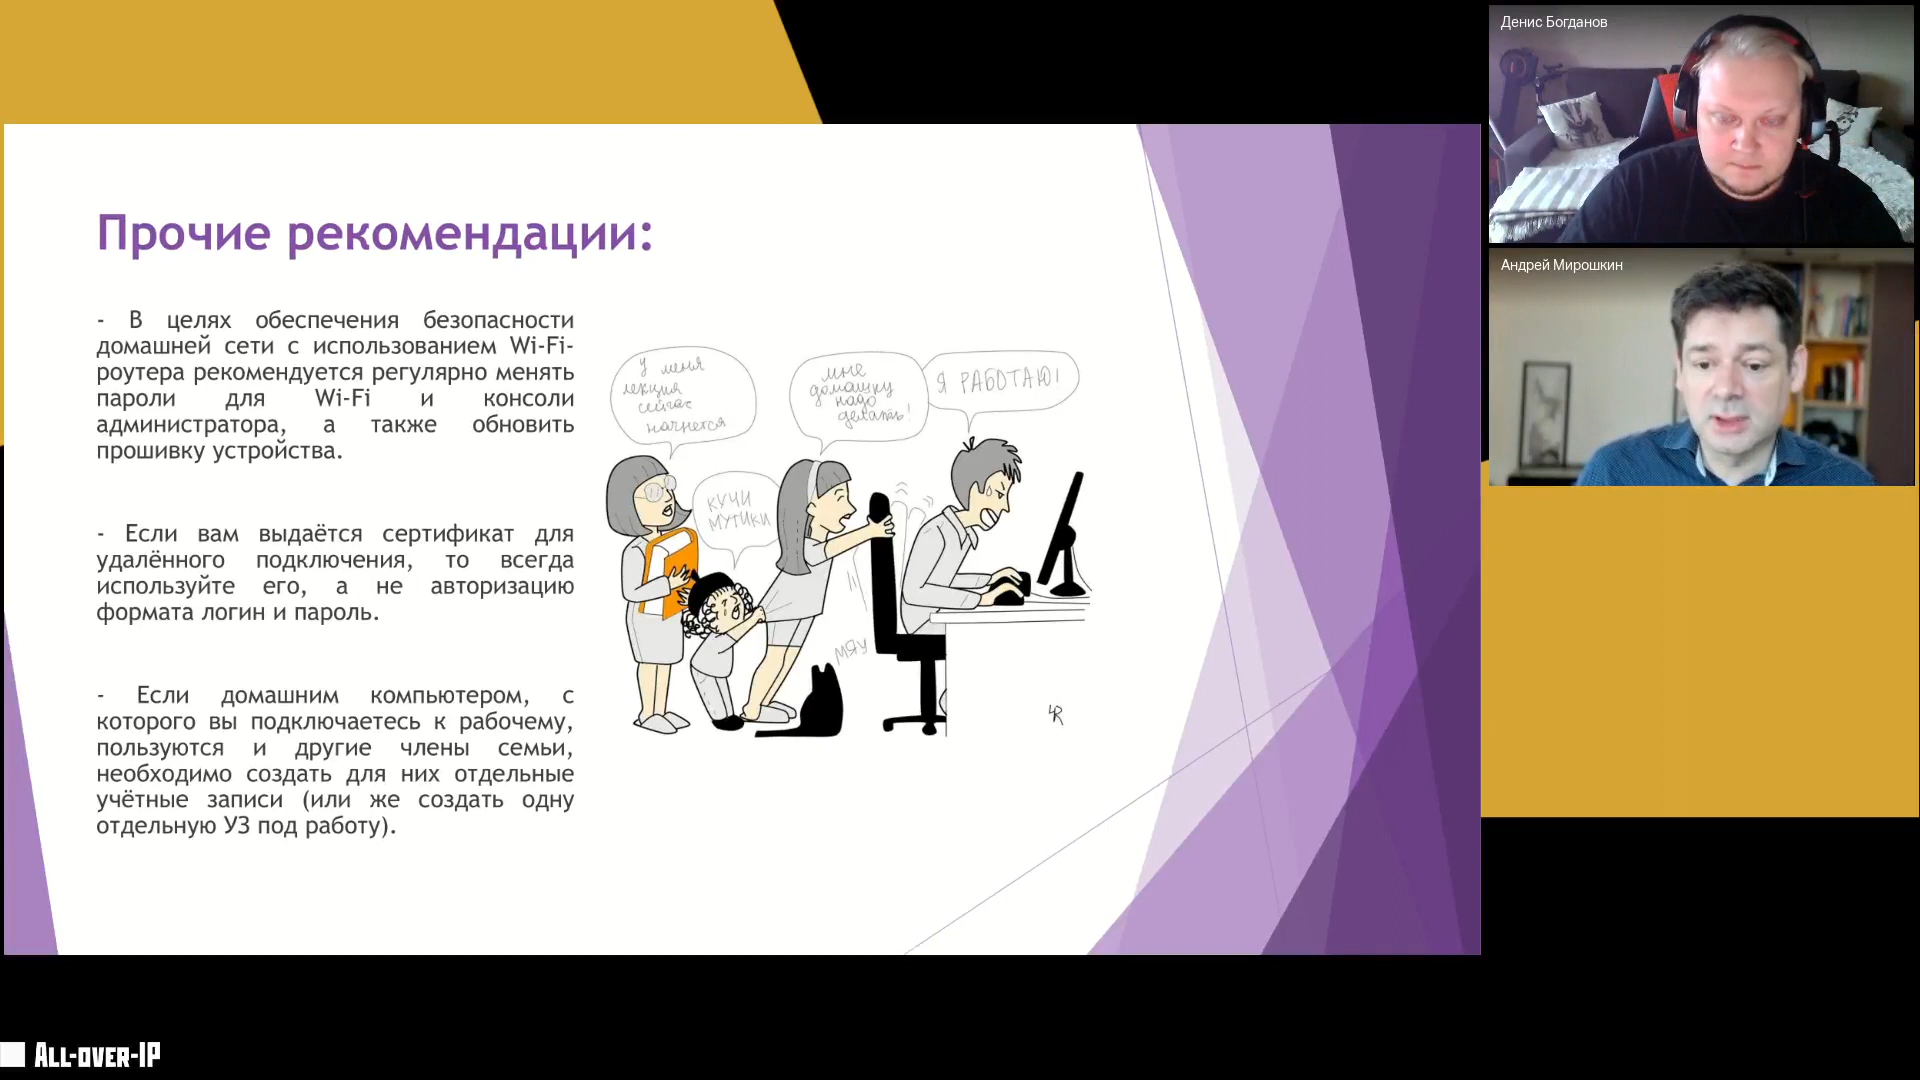 Прочие рекомендации:
- В целях обеспечения безопасности
домашней сети с использованием Wi-Fi-
роутера рекомендуется регулярно менять
пароли для Wi-Fi и консоли
администратора, а также обновить
прошивку устройства.
- Если вам выдаётся сертификат для
удалённого подключения, то всегда
используйте его, а не авторизацию
формата логин и пароль.
- Если домашним компьютером, с
которого вы подключаетесь к рабочему,
пользуются и другие члены семьи,
необходимо создать для них отдельные
учётные записи (или же создать одну
отдельную УЗ под работу).
У меня
лекция
сейчас
начнется
КУЧИ
МУТИКИ
мне
домашку
надо
делать!
Я РАБОТАЮ!
МЯУ
Денис Богданов
Андрей Мирошкин
ALL-OVER-IP